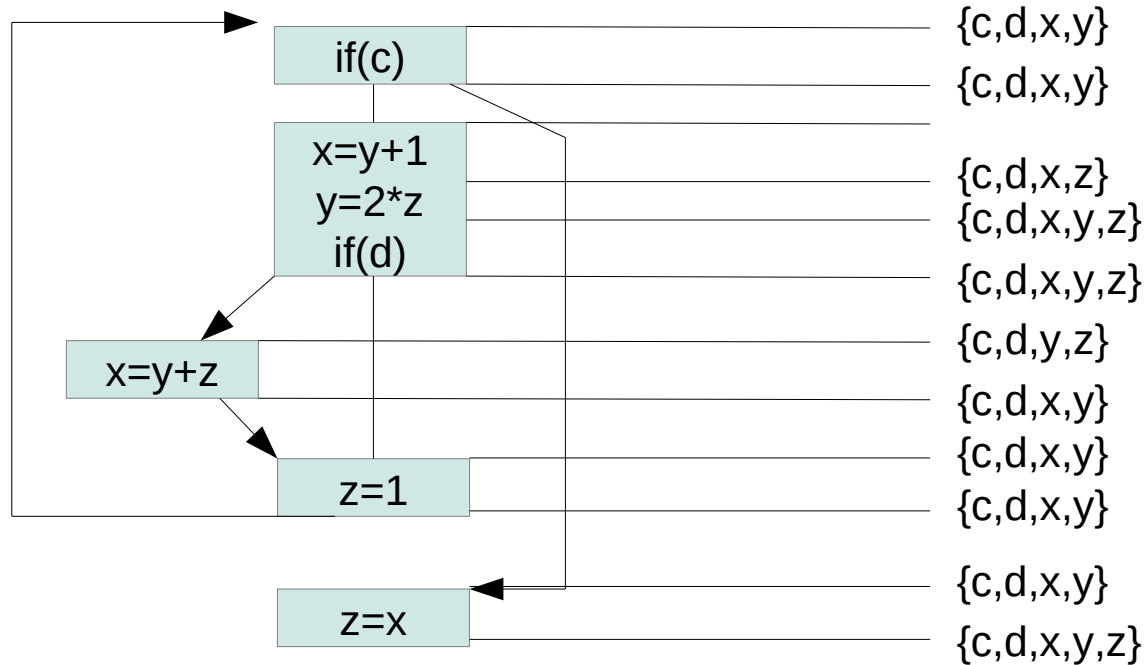 if(c)
{c,d,x,y}
{c,d,x,y}
x=y+1
y=2*z
if(d)
{c,d,x,z}
{c,d,x,y,z}
{c,d,x,y,z}
x=y+z
{c,d,y,z}
{c,d,x,y}
z=1
{c,d,x,y}
{c,d,x,y}
z=x
{c,d,x,y}
{c,d,x,y,z}